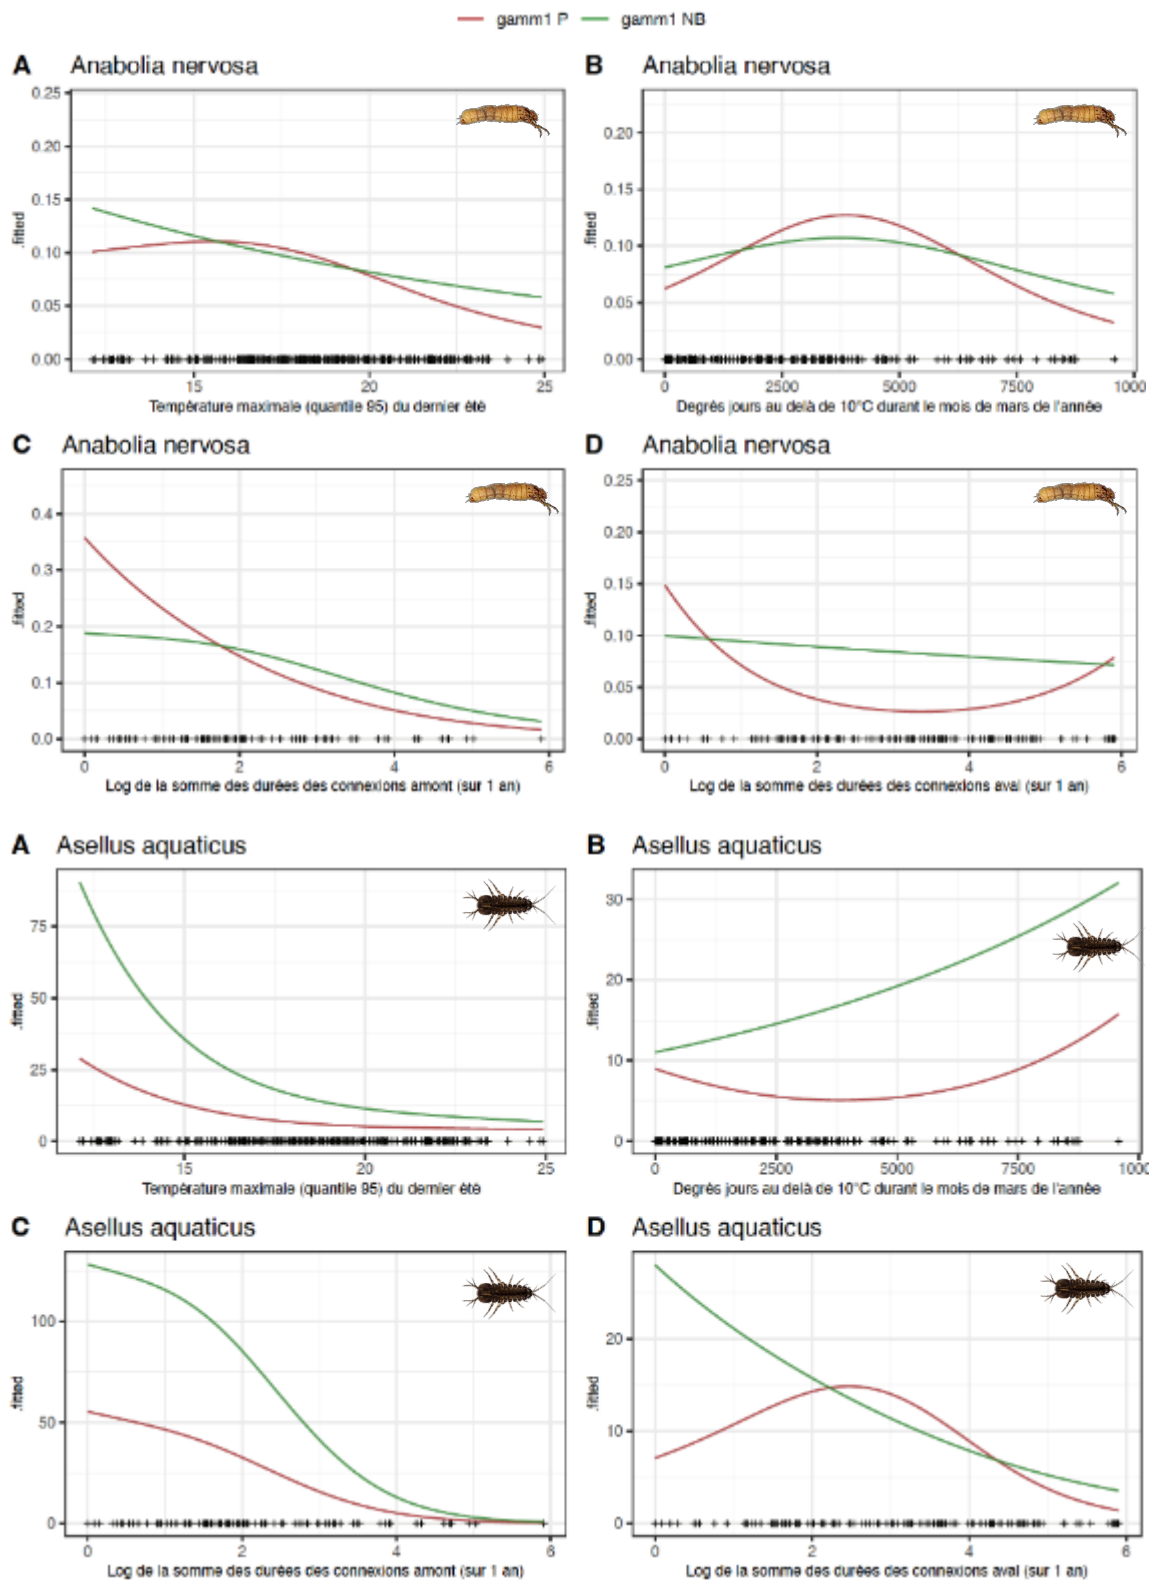 gamm1 P gamm1 NB
A Anabolia nervosa
0.25
0.20
0.15
0.10
0.05
0.00
.fitted
15 20 25
Température maximale (quantile 95) du dernier été
B Anabolia nervosa
0.20
0.15
0.10
0.05
0.00
.fitted
0 2500 5000 7500 1000
Degrés jours au delà de 10°C durant le mois de mars de l'année
C Anabolia nervosa
0.4
0.3
0.2
0.1
0.0
.fitted
0 2 4 6
Log de la somme des durées des connexions amont (sur 1 an)
D Anabolia nervosa
0.25
0.20
0.15
0.10
0.05
0.00
.fitted
0 2 4 6
Log de la somme des durées des connexions aval (sur 1 an)
A Asellus aquaticus
75
50
25
0
.fitted
15 20 25
Température maximale (quantile 95) du dernier été
B Asellus aquaticus
30
20
10
0
.fitted
0 2500 5000 7500 1000
Degrés jours au delà de 10°C durant le mois de mars de l'année
C Asellus aquaticus
100
50
0
.fitted
0 2 4 6
Log de la somme des durées des connexions amont (sur 1 an)
D Asellus aquaticus
20
10
0
.fitted
0 2 4 6
Log de la somme des durées des connexions aval (sur 1 an)